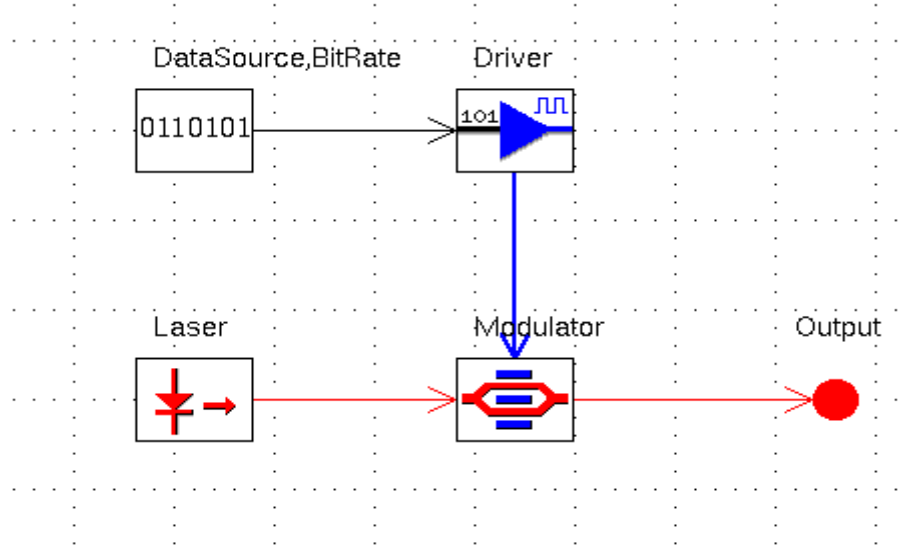 DataSource,BitRate
Driver
0110101
101
Laser
Modulator
Output